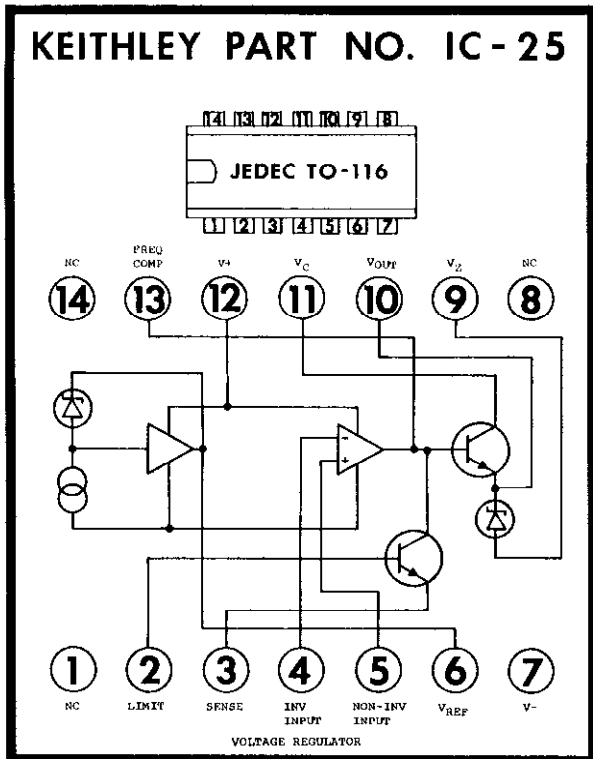 KEITHLEY PART NO. IC-25
14 13 12 11 10 9 8
JEDEC TO-116
1 2 3 4 5 6 7
NC FREQ COMP V+ VC VOUT VZ NC
14 13 12 11 10 9 8
- +
1 2 3 4 5 6 7
NC LIMIT SENSE INV INPUT NON-INV INPUT VREF V-
VOLTAGE REGULATOR